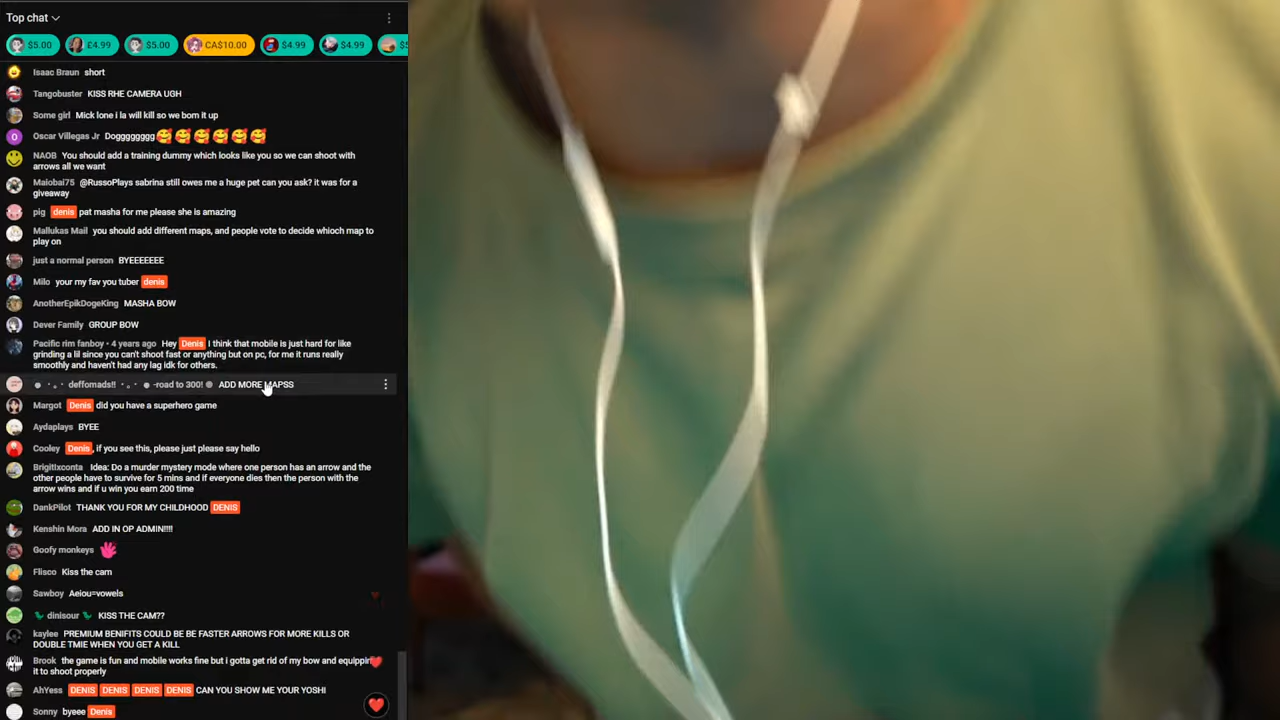 Top chat
$5.00 £4.99 $5.00 CA$10.00 $4.99 $4.99
Isaac Braun short
Tangobuster KISS RHE CAMERA UGH
Some girl Mick lone i la will kill so we bom it up
Oscar Villegas Jr Doggggggggg
NAOB You should add a training dummy which looks like you so we can shoot with
arrows all we want
Maiobai75 @RussoPlays sabrina still owes me a huge pet can you ask? it was for a
giveaway
pig denis pat masha for me please she is amazing
Mallukas Mail you should add different maps, and people vote to decide whioch map to
play on
just a normal person BYEEEEEEE
Milo your my fav you tuber denis
AnotherEpikDogeKing MASHA BOW
Dever Family GROUP BOW
Pacific rim fanboy • 4 years ago Hey Denis I think that mobile is just hard for like
grinding a lil since you can't shoot fast or anything but on pc, for me it runs really
smoothly and haven't had any lag idk for others.
deffomads!! -road to 300! ADD MORE MAPSS
Margot Denis did you have a superhero game
Aydaplays BYEE
Cooley Denis, if you see this, please just please say hello
BrigitIxconta Idea: Do a murder mystery mode where one person has an arrow and the
other people have to survive for 5 mins and if everyone dies then the person with the
arrow wins and if u win you earn 200 time
DankPilot THANK YOU FOR MY CHILDHOOD DENIS
Kenshin Mora ADD IN OP ADMIN!!!!
Goofy monkeys
Flisco Kiss the cam
Sawboy Aeiou=vowels
dinisour KISS THE CAM??
kaylee PREMIUM BENIFITS COULD BE BE FASTER ARROWS FOR MORE KILLS OR
DOUBLE TMIE WHEN YOU GET A KILL
Brook the game is fun and mobile works fine but i gotta get rid of my bow and equippin
it to shoot properly
AhYess DENIS DENIS DENIS DENIS CAN YOU SHOW ME YOUR YOSHI
Sonny byeee Denis